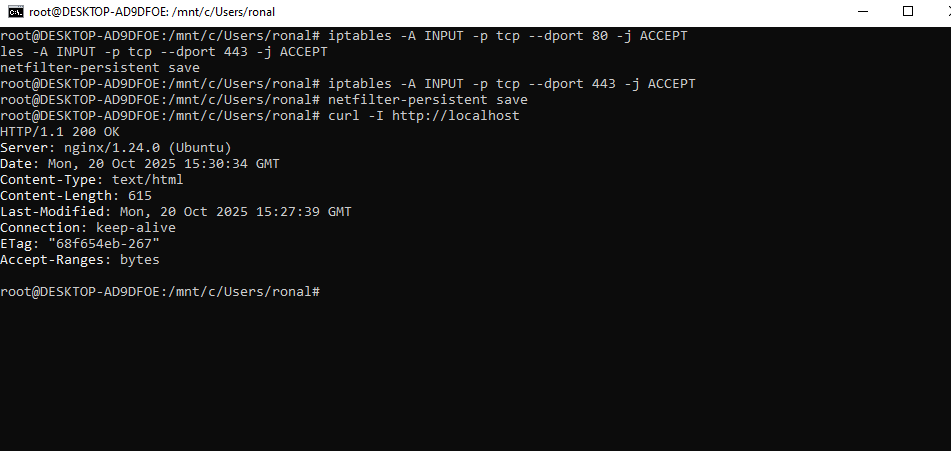 root@DESKTOP-AD9DFOE: /mnt/c/Users/ronal
root@DESKTOP-AD9DFOE:/mnt/c/Users/ronal# iptables -A INPUT -p tcp --dport 80 -j ACCEPT
les -A INPUT -p tcp --dport 443 -j ACCEPT
netfilter-persistent save
root@DESKTOP-AD9DFOE:/mnt/c/Users/ronal# iptables -A INPUT -p tcp --dport 443 -j ACCEPT
root@DESKTOP-AD9DFOE:/mnt/c/Users/ronal# netfilter-persistent save
root@DESKTOP-AD9DFOE:/mnt/c/Users/ronal# curl -I http://localhost
HTTP/1.1 200 OK
Server: nginx/1.24.0 (Ubuntu)
Date: Mon, 20 Oct 2025 15:30:34 GMT
Content-Type: text/html
Content-Length: 615
Last-Modified: Mon, 20 Oct 2025 15:27:39 GMT
Connection: keep-alive
ETag: "68f654eb-267"
Accept-Ranges: bytes
root@DESKTOP-AD9DFOE:/mnt/c/Users/ronal#